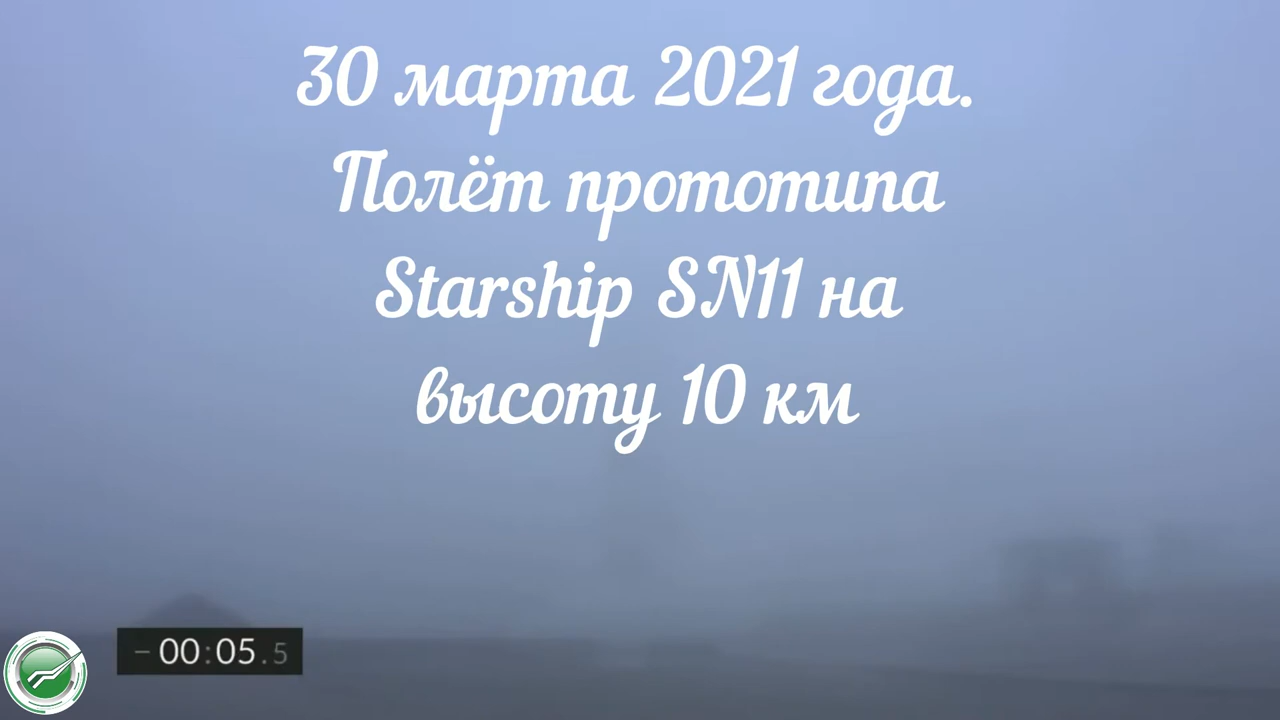 30 марта 2021 года.
Полёт прототипа
Starship SN11 на
высоту 10 км
– 00:05.5